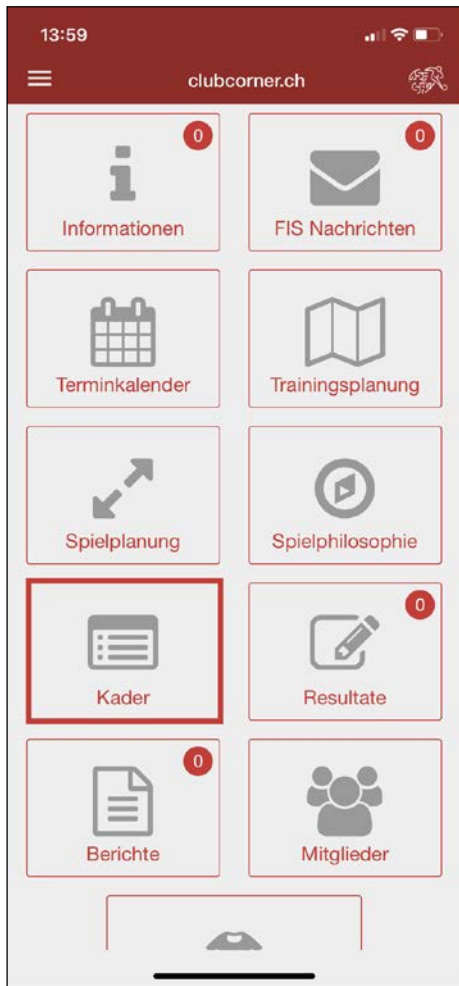 13:59
clubcorner.ch
0
0
Informationen
FIS Nachrichten
Terminkalender
Trainingsplanung
Spielplanung
Spielphilosophie
0
Kader
Resultate
0
Berichte
Mitglieder